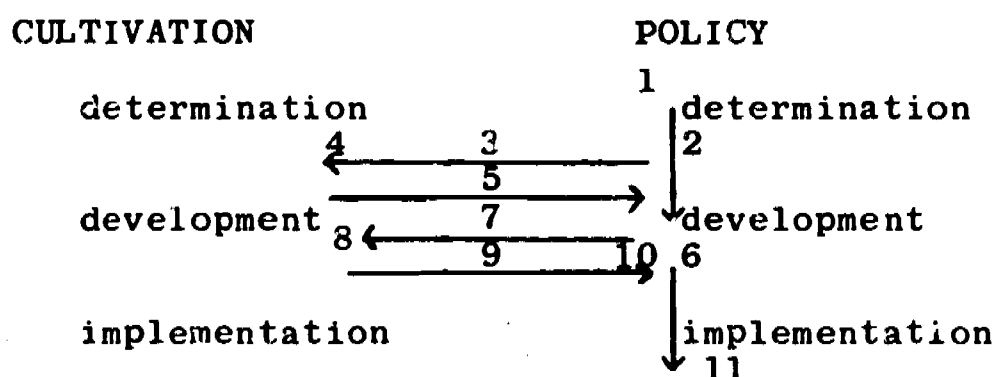 CULTIVATION POLICY
1
determination determination
4 3 2
5
development 7 development
8 9 10 6
implementation implementation
11